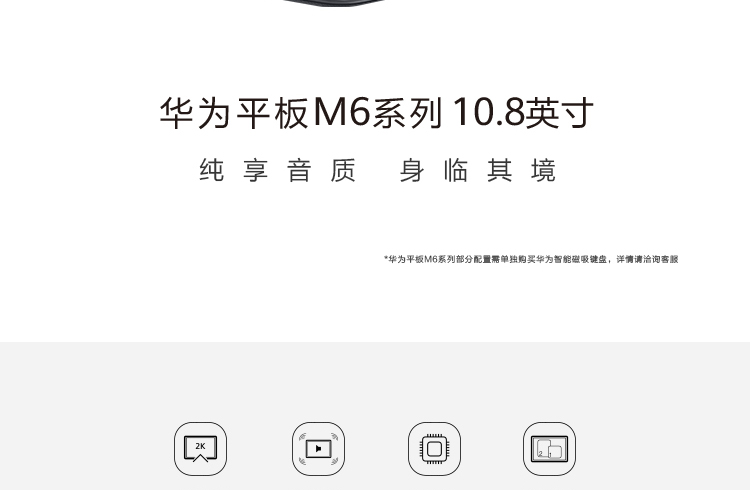 华为平板M6系列 10.8英寸
纯享音质 身临其境
*华为平板M6系列部分配置需单独购买华为智能磁吸键盘，详情请洽询客服
2K
2 1